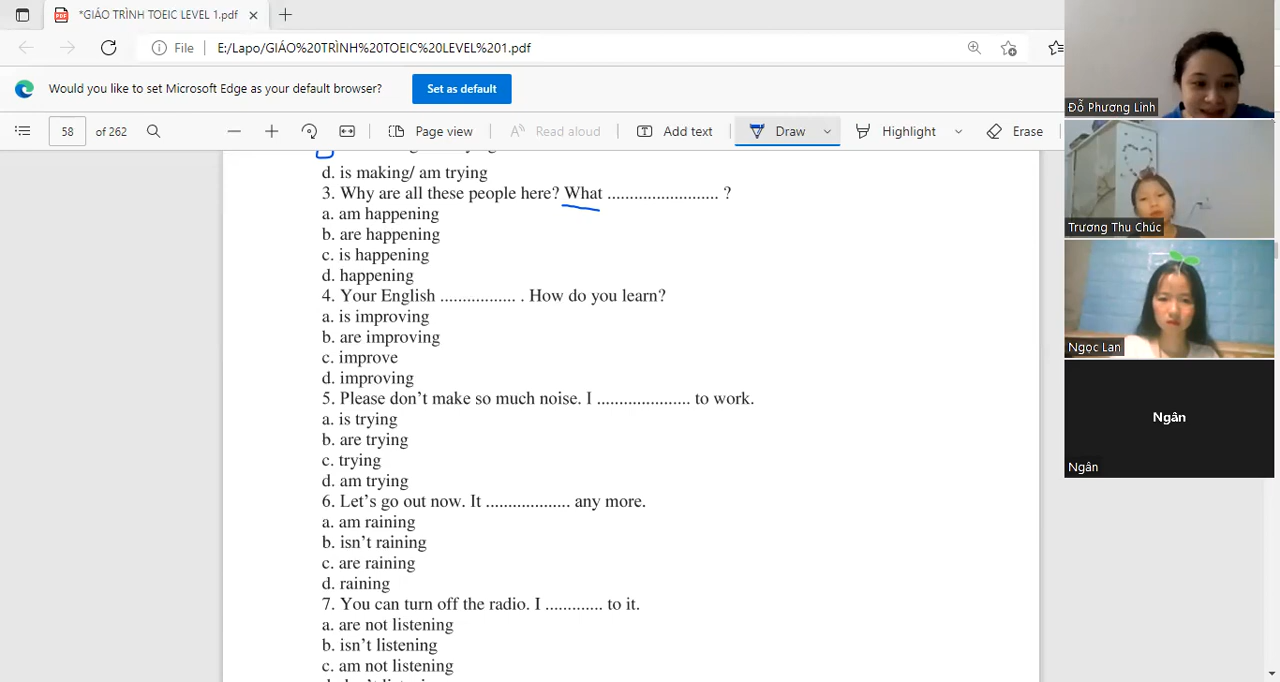 *GIÁO TRÌNH TOEIC LEVEL 1.pdf
File E:/Lapo/GIÁO%20TRÌNH%20TOEIC%20LEVEL%201.pdf
Would you like to set Microsoft Edge as your default browser? Set as default
58 of 262 Page view Read aloud Add text Draw Highlight Erase
d. is making/ am trying
3. Why are all these people here? What ......................... ?
a. am happening
b. are happening
c. is happening
d. happening
4. Your English ................. . How do you learn?
a. is improving
b. are improving
c. improve
d. improving
5. Please don't make so much noise. I ..................... to work.
a. is trying
b. are trying
c. trying
d. am trying
6. Let's go out now. It ................... any more.
a. am raining
b. isn't raining
c. are raining
d. raining
7. You can turn off the radio. I ............. to it.
a. are not listening
b. isn't listening
c. am not listening
Đỗ Phương Linh
Trương Thu Chúc
Ngọc Lan
Ngân
Ngân